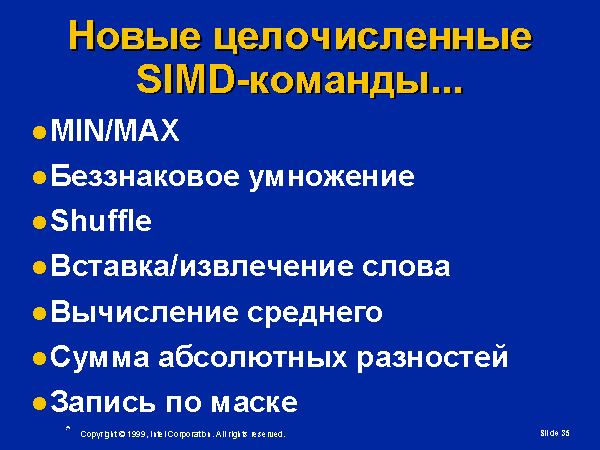 Новые целочисленные
SIMD-команды...
●MIN/MAX
●Беззнаковое умножение
●Shuffle
●Вставка/извлечение слова
●Вычисление среднего
●Сумма абсолютных разностей
●Запись по маске
* Copyright © 1999, Intel Corporation. All rights reserved.
Slide 35